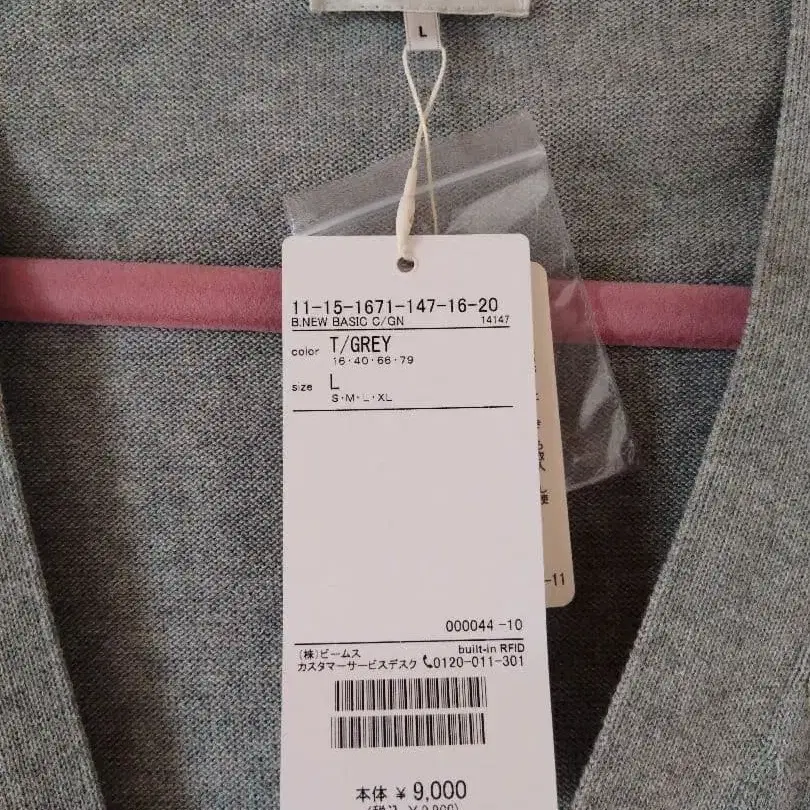 L
11-15-1671-147-16-20
B.NEW BASIC C/GN 14147
color T/GREY
16・40・66・79
size L
S・M・L・XL
000044 -10
(株)ビームス built-in RFID
カスタマーサービスデスク 0120-011-301
本体 ¥ 9,000
-11